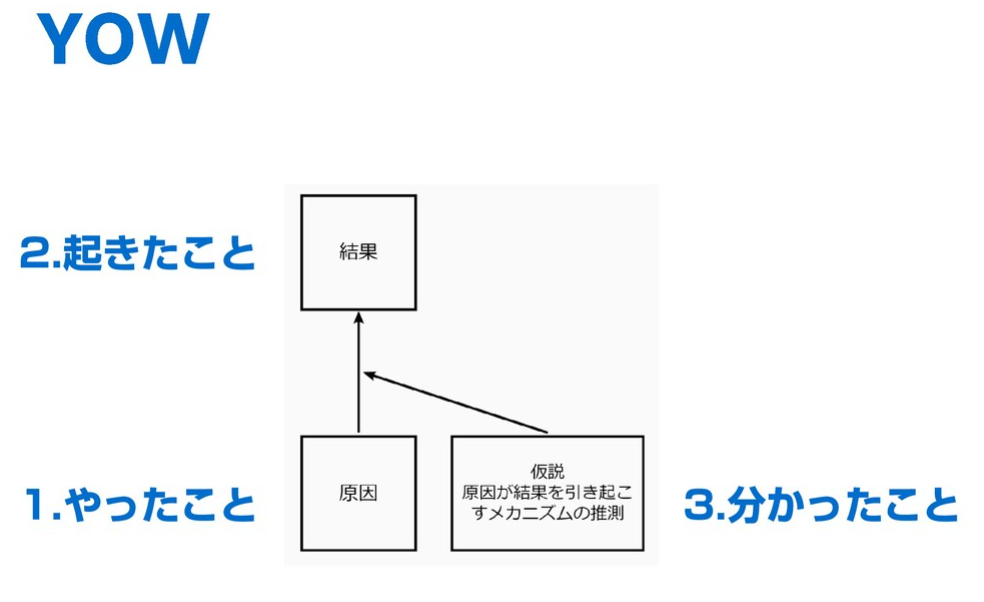 YOW
2.起きたこと
結果
1.やったこと
原因
仮説
原因が結果を引き起こ
すメカニズムの推測
3.分かったこと